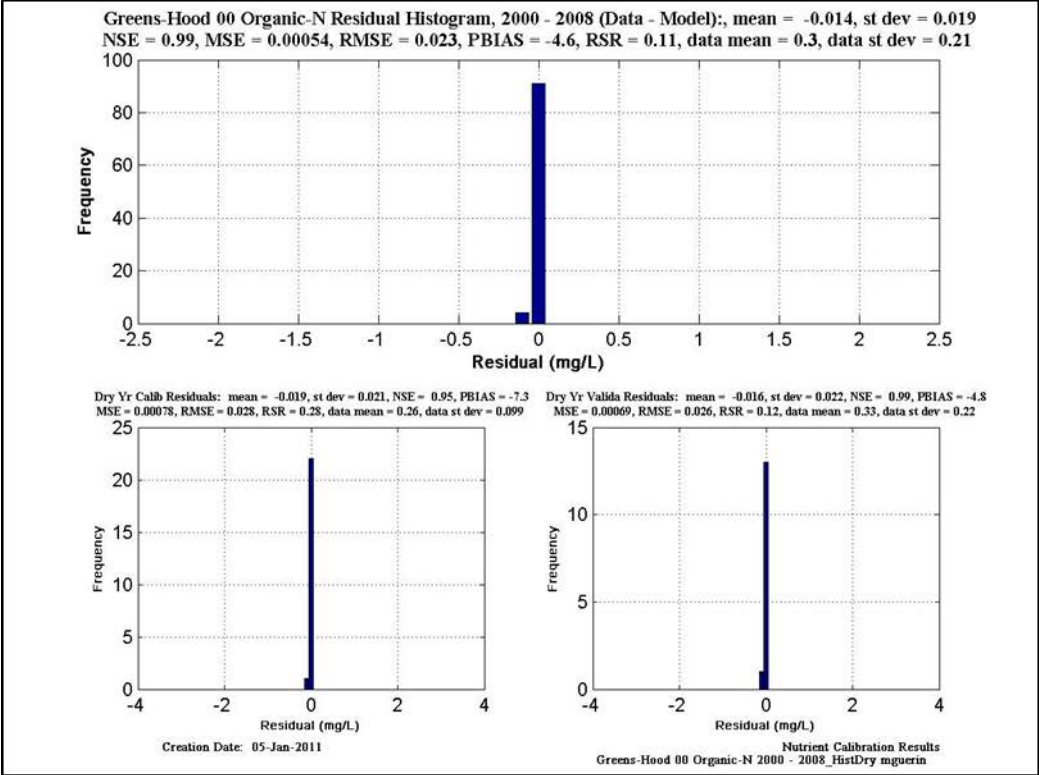 Greens-Hood 00 Organic-N Residual Histogram, 2000 - 2008 (Data - Model):, mean = -0.014, st dev = 0.019
NSE = 0.99, MSE = 0.00054, RMSE = 0.023, PBIAS = -4.6, RSR = 0.11, data mean = 0.3, data st dev = 0.21
100
80
60
40
20
0
Frequency
-2.5 -2 -1.5 -1 -0.5 0 0.5 1 1.5 2 2.5
Residual (mg/L)
Dry Yr Calib Residuals: mean = -0.019, st dev = 0.021, NSE = 0.95, PBIAS = -7.3
MSE = 0.00078, RMSE = 0.028, RSR = 0.28, data mean = 0.26, data st dev = 0.099
25
20
15
10
5
0
Frequency
-4 -2 0 2 4
Residual (mg/L)
Creation Date: 05-Jan-2011
Dry Yr Valida Residuals: mean = -0.016, st dev = 0.022, NSE = 0.99, PBIAS = -4.8
MSE = 0.00069, RMSE = 0.026, RSR = 0.12, data mean = 0.33, data st dev = 0.22
15
10
5
0
Frequency
-4 -2 0 2 4
Residual (mg/L)
Nutrient Calibration Results
Greens-Hood 00 Organic-N 2000 - 2008_HistDry mguerin